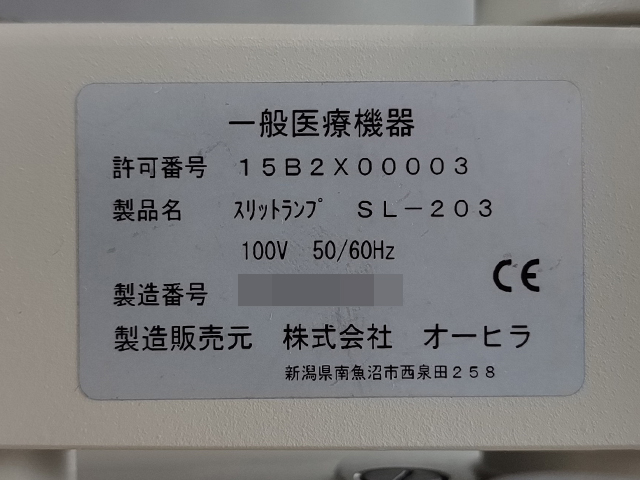 一般医療機器
許可番号 １５Ｂ２Ｘ００００３
製品名 ｽﾘｯﾄﾗﾝﾌﾟ ＳＬ－２０３
100V 50/60Hz
製造番号
CE
製造販売元 株式会社 オーヒラ
新潟県南魚沼市西泉田２５８